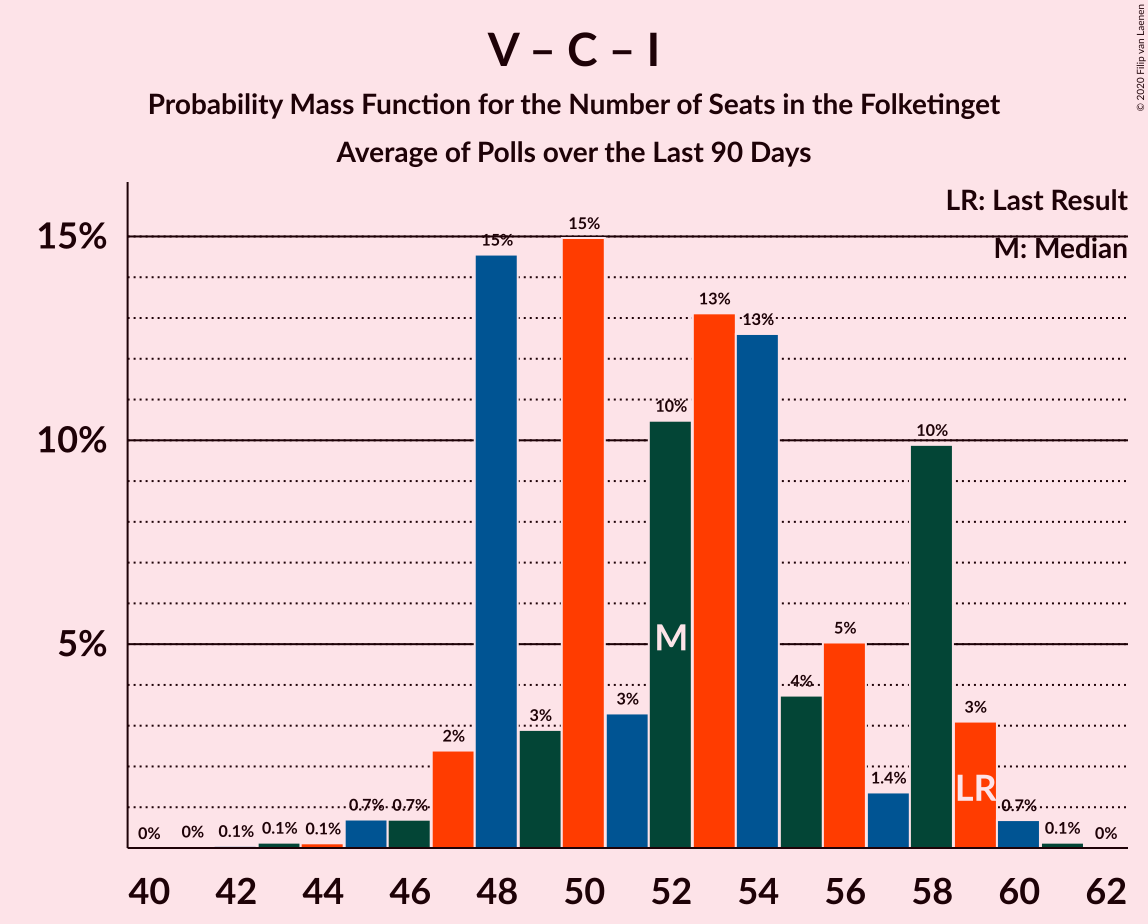 V – C – I
Probability Mass Function for the Number of Seats in the Folketinget
Average of Polls over the Last 90 Days
© 2020 Filip van Laenen
LR: Last Result
M: Median
15%
10%
5%
0%
0%
0.1%
0.1%
0.1%
0.7%
0.7%
2%
15%
3%
15%
3%
10%
13%
13%
4%
5%
1.4%
10%
3%
0.7%
0.1%
0%
M
LR
40 42 44 46 48 50 52 54 56 58 60 62